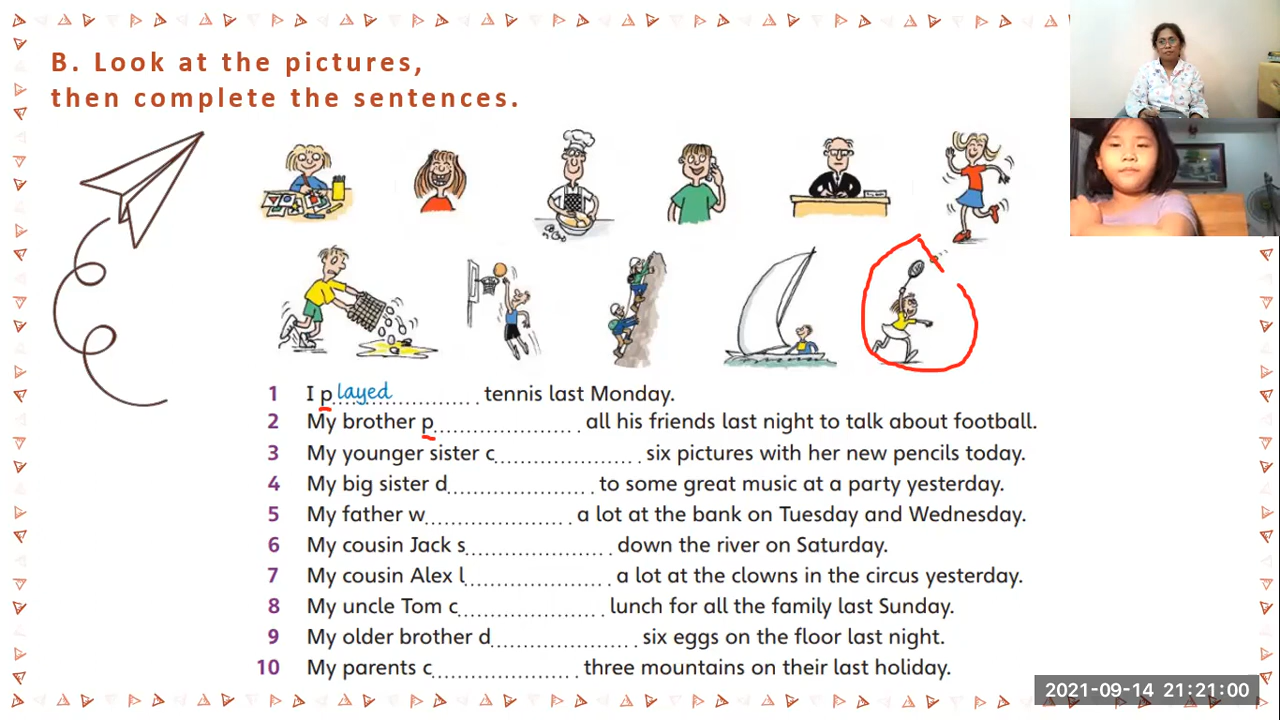 B. Look at the pictures,
then complete the sentences.
1 I played tennis last Monday.
2 My brother p.................... all his friends last night to talk about football.
3 My younger sister c.................... six pictures with her new pencils today.
4 My big sister d.................... to some great music at a party yesterday.
5 My father w.................... a lot at the bank on Tuesday and Wednesday.
6 My cousin Jack s.................... down the river on Saturday.
7 My cousin Alex l.................... a lot at the clowns in the circus yesterday.
8 My uncle Tom c.................... lunch for all the family last Sunday.
9 My older brother d.................... six eggs on the floor last night.
10 My parents c.................... three mountains on their last holiday.
2021-09-14 21:21:00